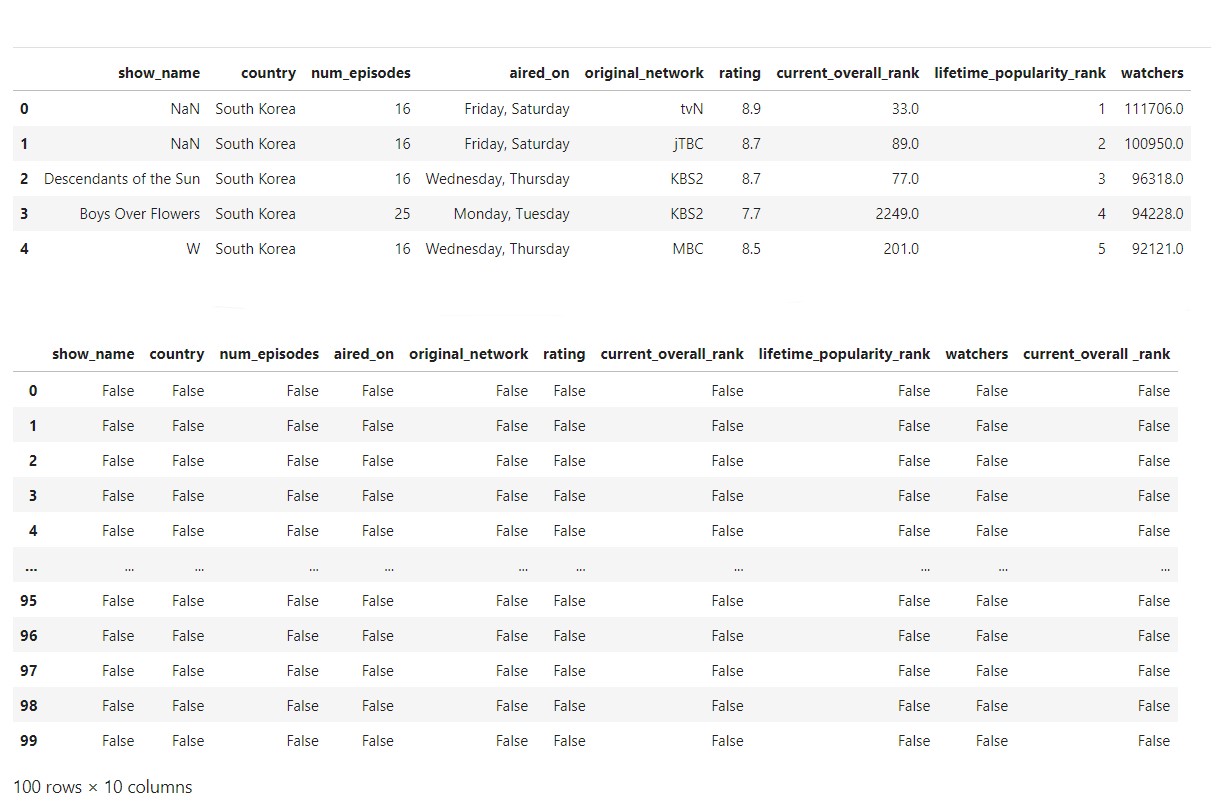 show_name country num_episodes aired_on original_network rating current_overall_rank lifetime_popularity_rank watchers
0 NaN South Korea 16 Friday, Saturday tvN 8.9 33.0 1 111706.0
1 NaN South Korea 16 Friday, Saturday jTBC 8.7 89.0 2 100950.0
2 Descendants of the Sun South Korea 16 Wednesday, Thursday KBS2 8.7 77.0 3 96318.0
3 Boys Over Flowers South Korea 25 Monday, Tuesday KBS2 7.7 2249.0 4 94228.0
4 W South Korea 16 Wednesday, Thursday MBC 8.5 201.0 5 92121.0
show_name country num_episodes aired_on original_network rating current_overall_rank lifetime_popularity_rank watchers current_overall _rank
0 False False False False False False False False False False
1 False False False False False False False False False False
2 False False False False False False False False False False
3 False False False False False False False False False False
4 False False False False False False False False False False
... ... ... ... ... ... ... ... ... ... ...
95 False False False False False False False False False False
96 False False False False False False False False False False
97 False False False False False False False False False False
98 False False False False False False False False False False
99 False False False False False False False False False False
100 rows × 10 columns